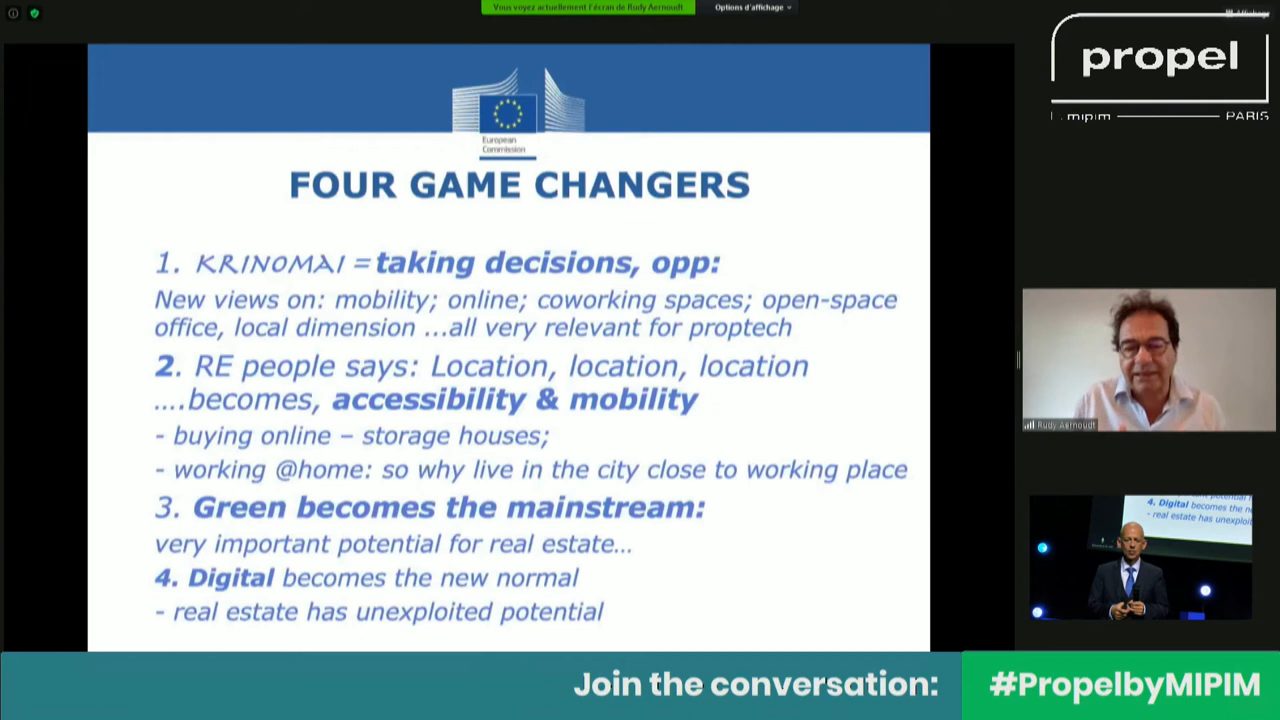 Vous voyez actuellement l'écran de Rudy Aernoudt
Options d'affichage
Affichage
propel
mipim
PARIS
European
Commission
FOUR GAME CHANGERS
1. KRINOMAI = taking decisions, opp:
New views on: mobility; online; coworking spaces; open-space
office, local dimension ...all very relevant for proptech
2. RE people says: Location, location, location
....becomes, accessibility & mobility
- buying online – storage houses;
- working @home: so why live in the city close to working place
3. Green becomes the mainstream:
very important potential for real estate...
4. Digital becomes the new normal
- real estate has unexploited potential
Rudy Aernoudt
4. Digital becomes the ne
- real estate has unexploit
Join the conversation:
#PropelbyMIPIM